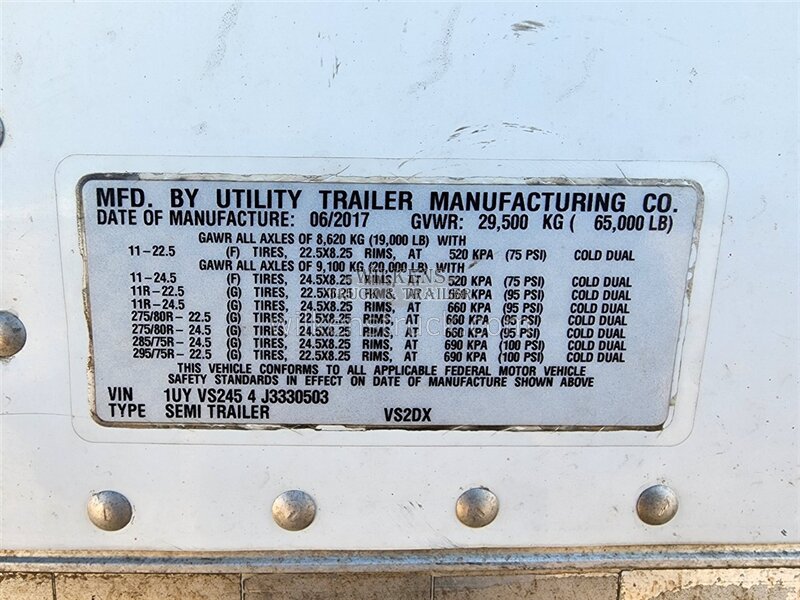 MFD. BY UTILITY TRAILER MANUFACTURING CO.
DATE OF MANUFACTURE: 06/2017 GVWR: 29,500 KG ( 65,000 LB)
GAWR ALL AXLES OF 8,620 KG (19,000 LB) WITH
11-22.5 (F) TIRES, 22.5X8.25 RIMS, AT 520 KPA (75 PSI) COLD DUAL
GAWR ALL AXLES OF 9,100 KG (20,000 LB) WITH
11-24.5 (F) TIRES, 24.5X8.25 RIMS, AT 520 KPA (75 PSI) COLD DUAL
11R-22.5 (G) TIRES, 22.5X8.25 RIMS, AT 660 KPA (95 PSI) COLD DUAL
11R-24.5 (G) TIRES, 24.5X8.25 RIMS, AT 660 KPA (95 PSI) COLD DUAL
275/80R-22.5 (G) TIRES, 22.5X8.25 RIMS, AT 660 KPA (95 PSI) COLD DUAL
275/80R-24.5 (G) TIRES, 24.5X8.25 RIMS, AT 660 KPA (95 PSI) COLD DUAL
285/75R-24.5 (G) TIRES, 24.5X8.25 RIMS, AT 690 KPA (100 PSI) COLD DUAL
295/75R-22.5 (G) TIRES, 22.5X8.25 RIMS, AT 690 KPA (100 PSI) COLD DUAL
THIS VEHICLE CONFORMS TO ALL APPLICABLE FEDERAL MOTOR VEHICLE
SAFETY STANDARDS IN EFFECT ON DATE OF MANUFACTURE SHOWN ABOVE
VIN 1UY VS245 4 J3330503
TYPE SEMI TRAILER VS2DX
WILKENS
TRUCK & TRAILER